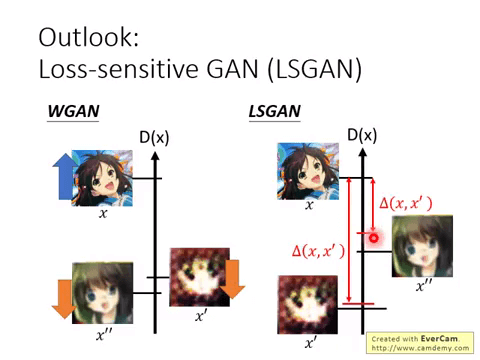 Outlook:
Loss-sensitive GAN (LSGAN)
WGAN
LSGAN
D(x)
D(x)
x
x
Δ(x, x′)
Δ(x, x′)
x′′
x′
x′
x′′
Created with EverCam.
http://www.camdemy.com